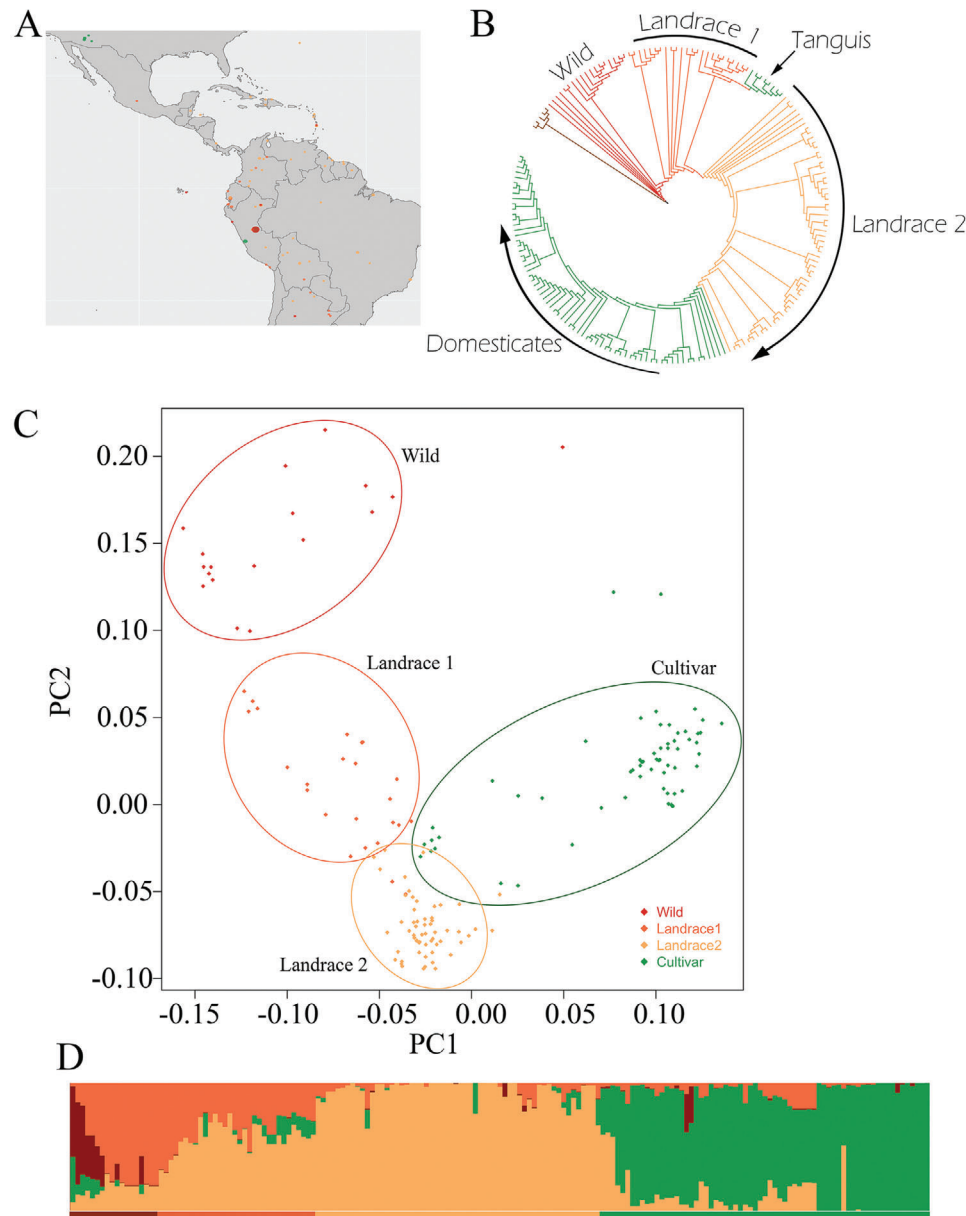 A
B
Wild
Landrace 1
Tanguis
Landrace 2
Domesticates
C
0.20
0.15
0.10
0.05
0.00
-0.05
-0.10
PC2
Wild
Landrace 1
Cultivar
Landrace 2
Wild
Landrace1
Landrace2
Cultivar
-0.15
-0.10
-0.05
0.00
0.05
0.10
PC1
D